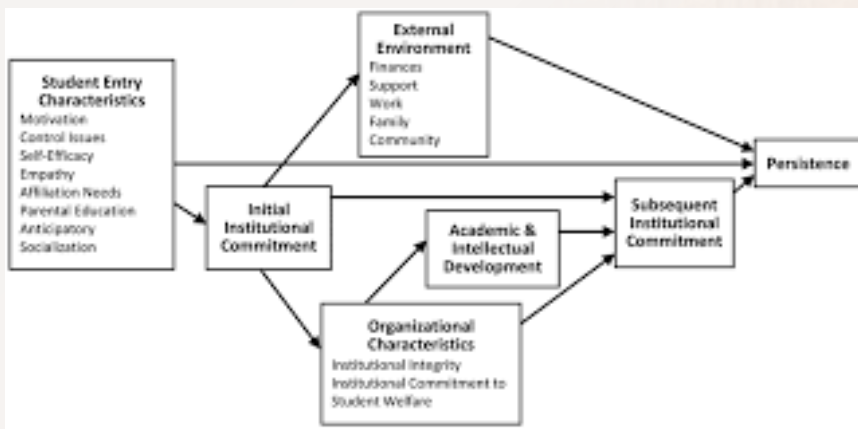 Student Entry
Characteristics
Motivation
Control Issues
Self-Efficacy
Empathy
Affiliation Needs
Parental Education
Anticipatory
Socialization
External
Environment
Finances
Support
Work
Family
Community
Initial
Institutional
Commitment
Academic &
Intellectual
Development
Organizational
Characteristics
Institutional Integrity
Institutional Commitment to
Student Welfare
Subsequent
Institutional
Commitment
Persistence